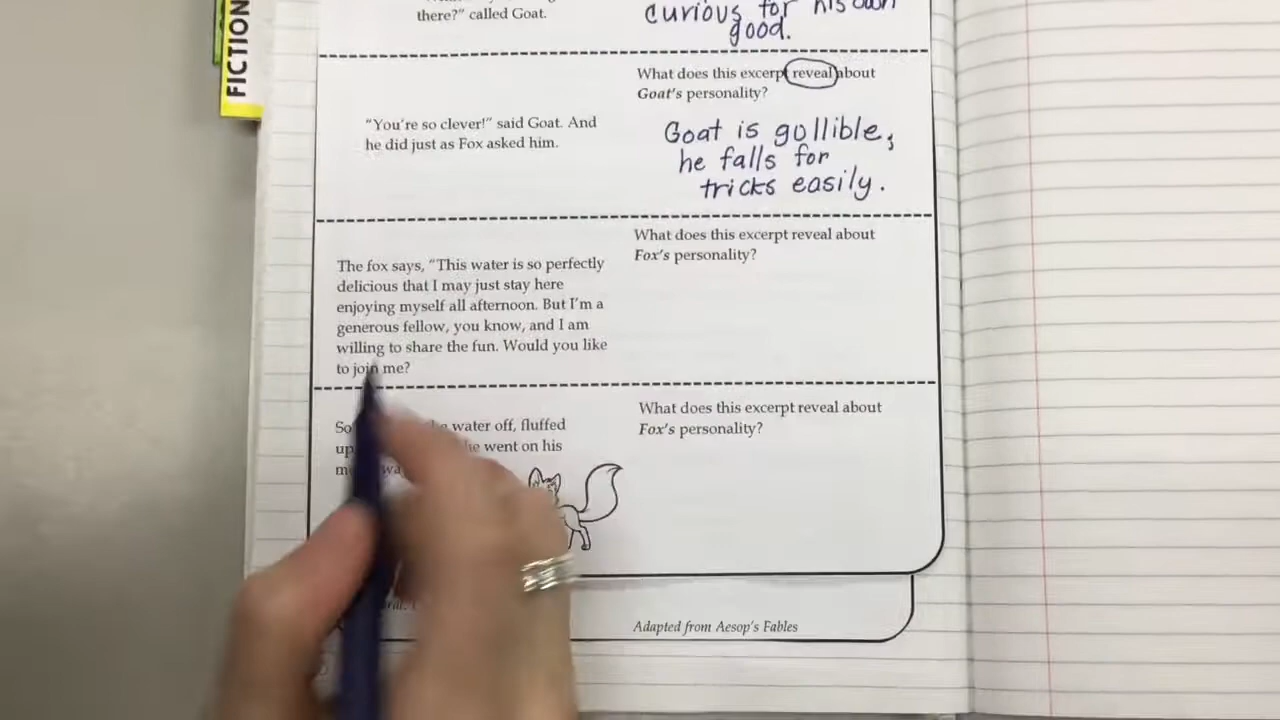 FICTION
there?" called Goat.
curious for his own
good.
What does this excerpt reveal about
Goat's personality?
"You're so clever!" said Goat. And
he did just as Fox asked him.
Goat is gullible,
he falls for
tricks easily.
What does this excerpt reveal about
Fox's personality?
The fox says, "This water is so perfectly
delicious that I may just stay here
enjoying myself all afternoon. But I'm a
generous fellow, you know, and I am
willing to share the fun. Would you like
to join me?
What does this excerpt reveal about
Fox's personality?
So water off, fluffed
up he went on his
Adapted from Aesop's Fables